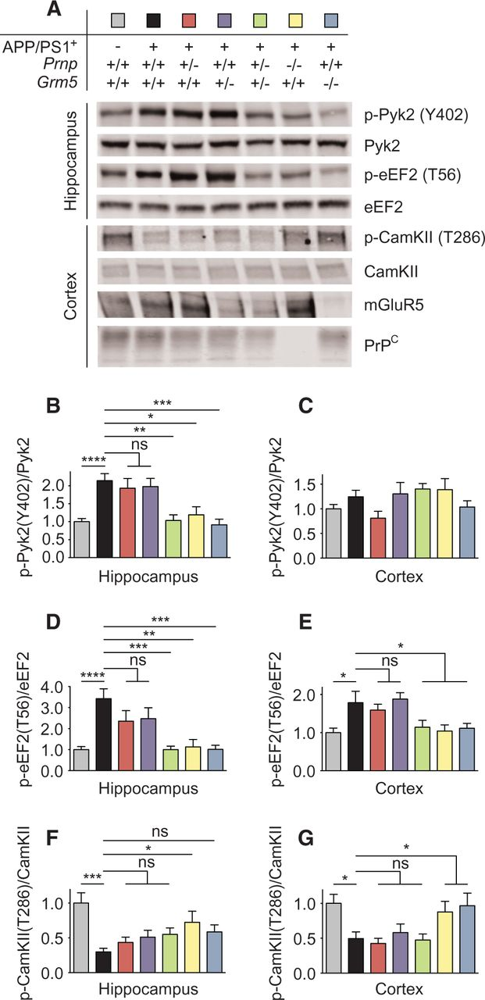 A
APP/PS1+ - + + + + + +
Prnp +/+ +/+ +/- +/+ +/- -/- +/+
Grm5 +/+ +/+ +/+ +/- +/- +/+ -/-
Hippocampus
p-Pyk2 (Y402)
Pyk2
p-eEF2 (T56)
eEF2
Cortex
p-CamKII (T286)
CamKII
mGluR5
PrPC
B
***
*
**
ns
****
p-Pyk2(Y402)/Pyk2
2.0
1.5
1.0
0.5
0.0
Hippocampus
C
p-Pyk2(Y402)/Pyk2
1.5
1.0
0.5
0.0
Cortex
D
***
**
***
ns
****
p-eEF2(T56)/eEF2
4.0
3.0
2.0
1.0
0.0
Hippocampus
E
*
ns
*
p-eEF2(T56)/eEF2
2.0
1.0
0.0
Cortex
F
ns
*
ns
***
p-CamKII(T286)/CamKII
1.0
0.5
0.0
Hippocampus
G
*
ns
*
p-CamKII(T286)/CamKII
1.0
0.5
0.0
Cortex